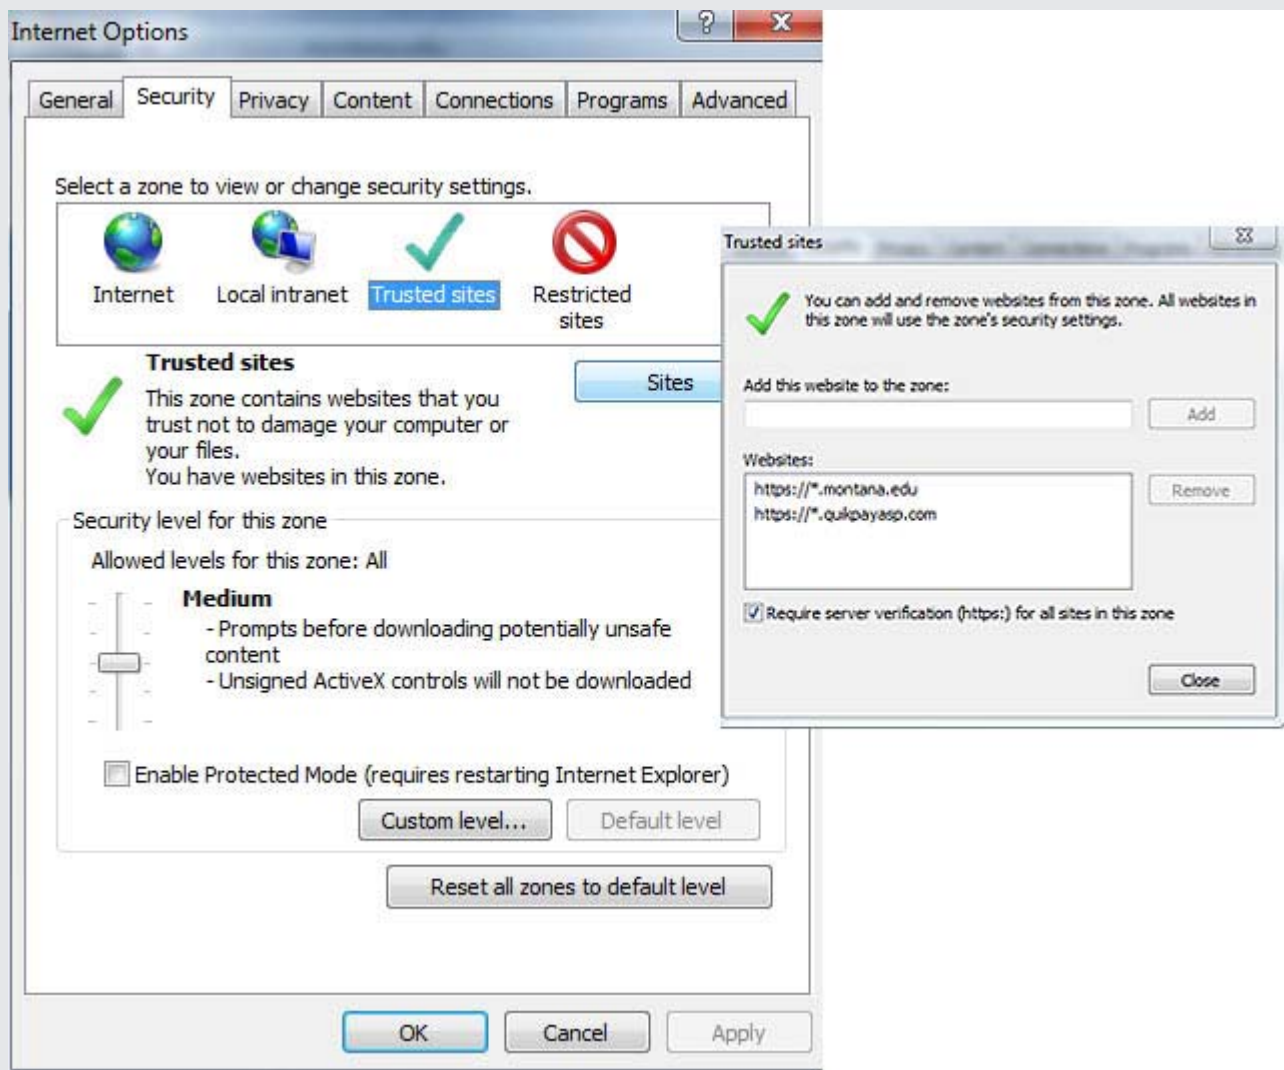 Internet Options
General Security Privacy Content Connections Programs Advanced
Select a zone to view or change security settings.
Internet Local intranet Trusted sites Restricted
sites
Trusted sites
Sites
This zone contains websites that you
trust not to damage your computer or
your files.
You have websites in this zone.
Security level for this zone
Allowed levels for this zone: All
Medium
- Prompts before downloading potentially unsafe
content
- Unsigned ActiveX controls will not be downloaded
Enable Protected Mode (requires restarting Internet Explorer)
Custom level... Default level
Reset all zones to default level
OK Cancel Apply
Trusted sites
You can add and remove websites from this zone. All websites in
this zone will use the zone's security settings.
Add this website to the zone:
Add
Websites:
https://*.montana.edu
Remove
https://*.quikpayasp.com
Require server verification (https:) for all sites in this zone
Close